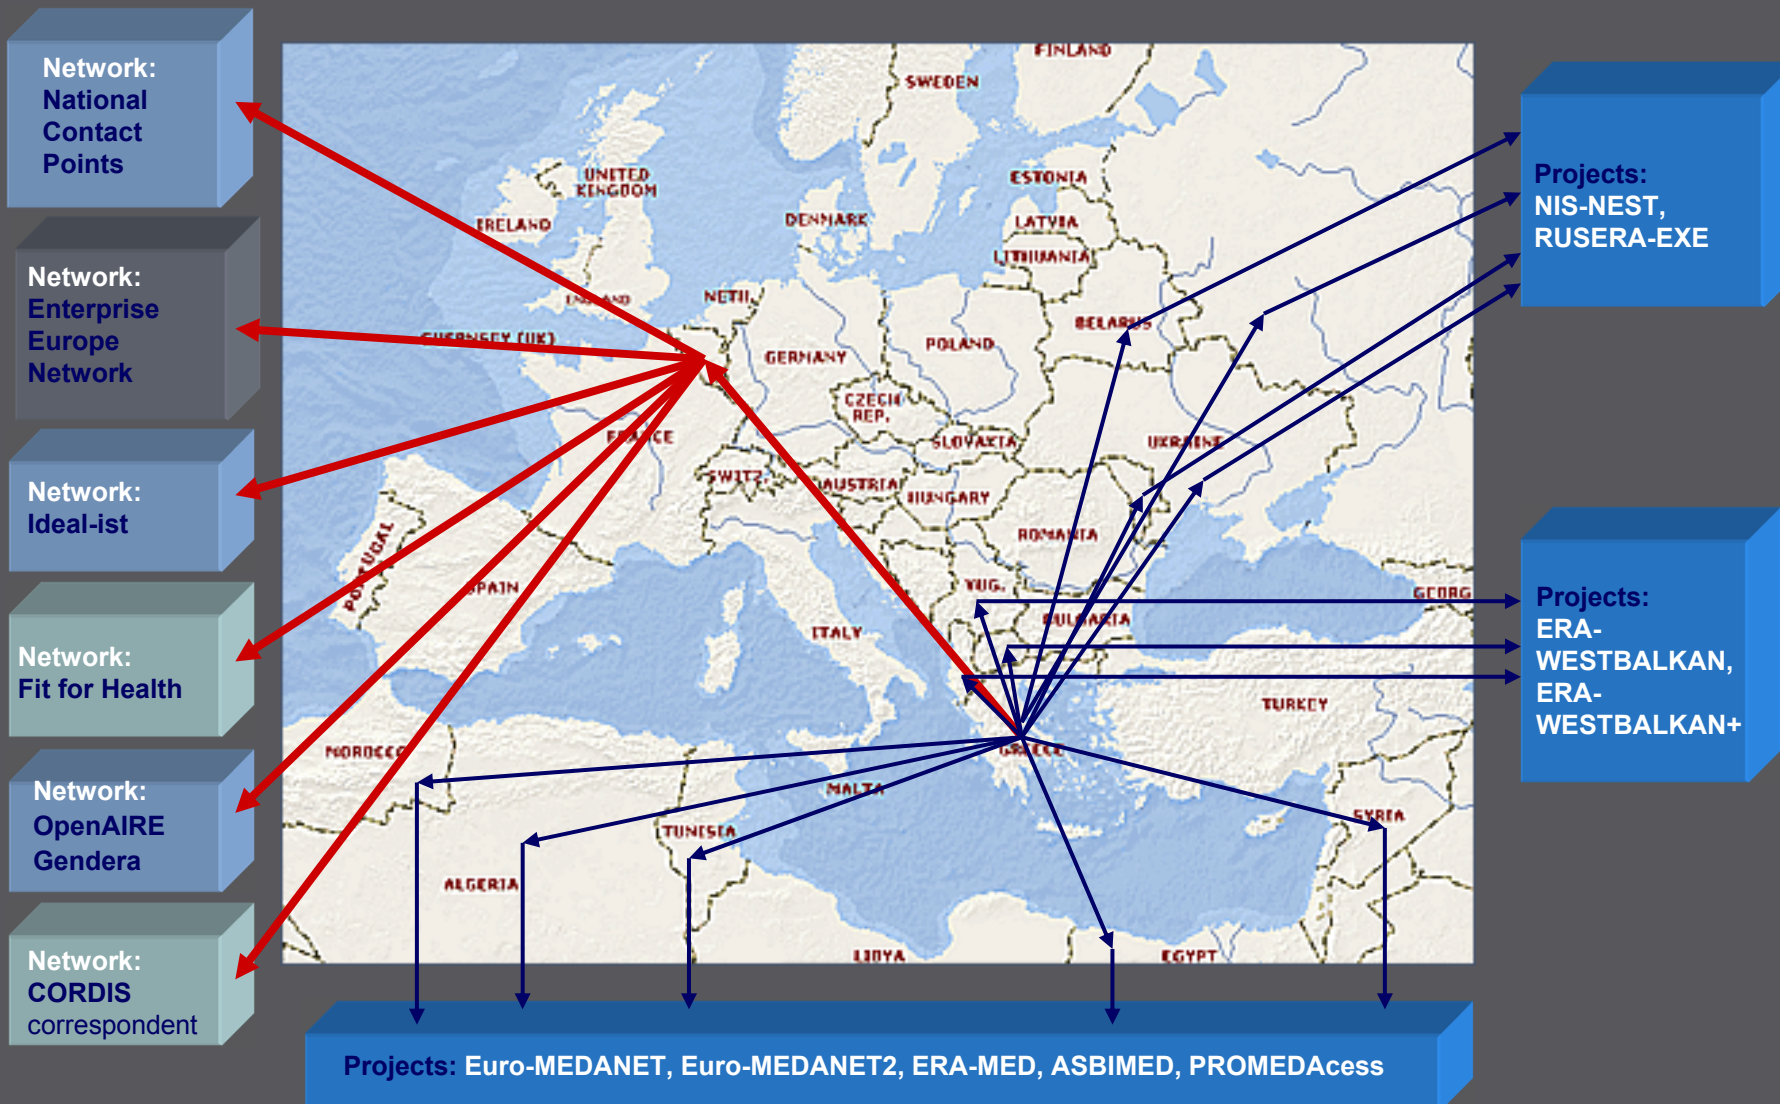 Network:
National
Contact
Points
Network:
Enterprise
Europe
Network
Network:
Ideal-ist
Network:
Fit for Health
Network:
OpenAIRE
Gendera
Network:
CORDIS
correspondent
FINLAND
SWEDEN
UNITED
KINGDOM
ESTONIA
IRELAND
DENMARK
LATVIA
LITHUANIA
ENGLAND
NETH.
GUERNSEY (UK)
BELARUS
GERMANY
POLAND
CZECH
REP.
FRANCE
SLOVAKIA
UKRAINE
SWITZ.
AUSTRIA
HUNGARY
ROMANIA
PORTUGAL
SPAIN
YUG.
GEORG
BULGARIA
ITALY
TURKEY
MOROCCO
GREECE
MALTA
SYRIA
TUNISIA
ALGERIA
LIBYA
EGYPT
Projects:
NIS-NEST,
RUSERA-EXE
Projects:
ERA-
WESTBALKAN,
ERA-
WESTBALKAN+
Projects: Euro-MEDANET, Euro-MEDANET2, ERA-MED, ASBIMED, PROMEDAcess